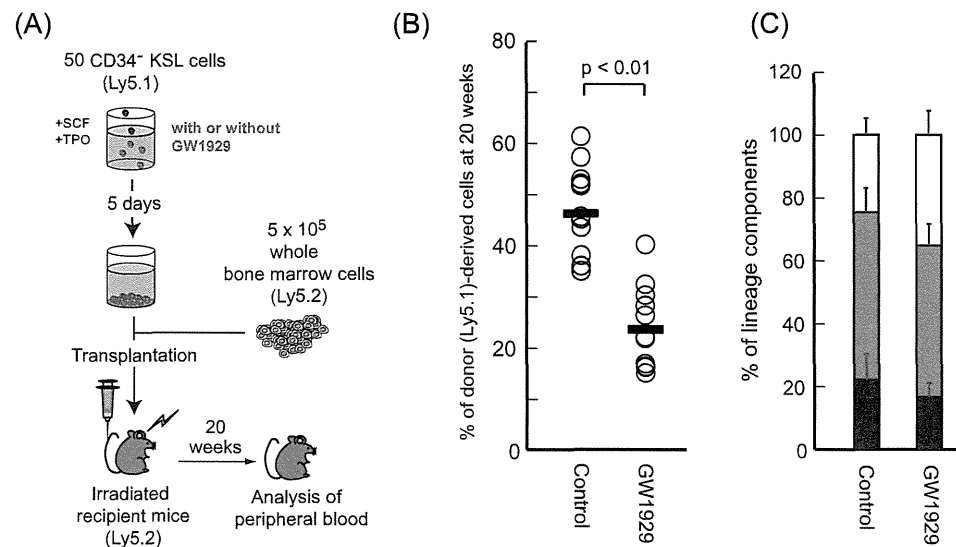 (A)
50 CD34⁻ KSL cells
(Ly5.1)
+SCF
+TPO
with or without
GW1929
5 days
5 x 10⁵
whole
bone marrow cells
(Ly5.2)
Transplantation
20
weeks
Irradiated
recipient mice
(Ly5.2)
Analysis of
peripheral blood
(B)
% of donor (Ly5.1)-derived cells at 20 weeks
80
60
40
20
0
p < 0.01
Control
GW1929
(C)
% of lineage components
120
100
80
60
40
20
0
Control
GW1929